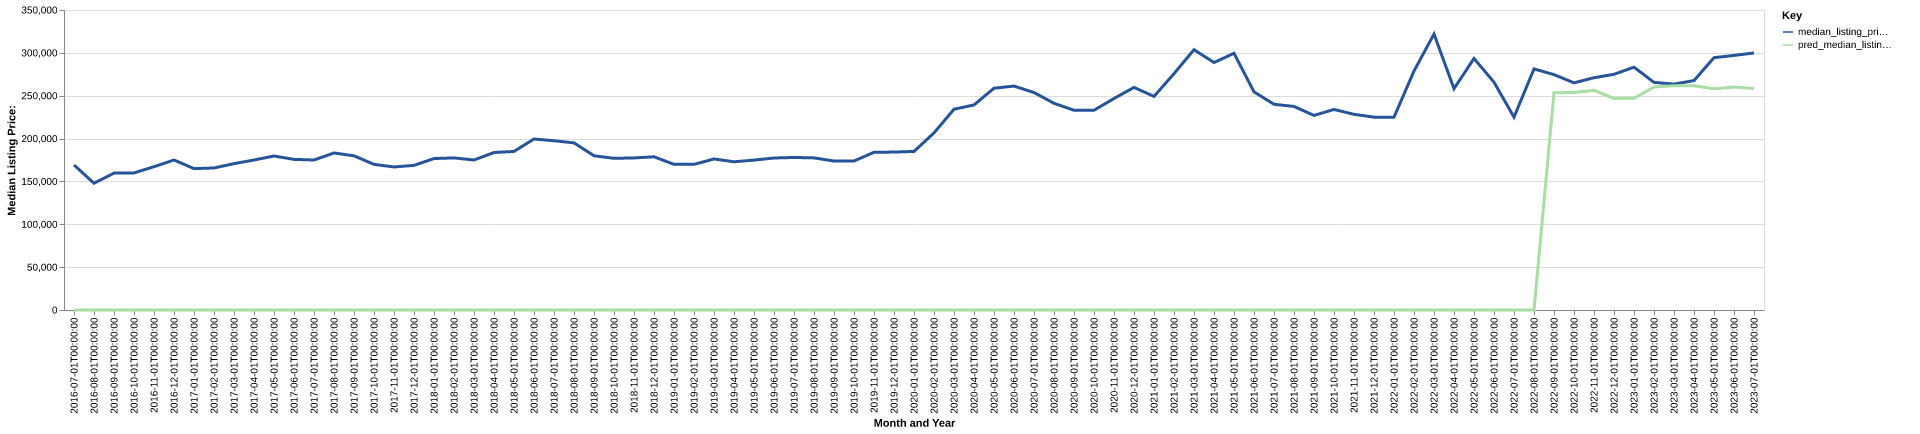 350,000
300,000
250,000
200,000
150,000
100,000
50,000
0
Median Listing Price:
2016-07-01T00:00:00
2016-08-01T00:00:00
2016-09-01T00:00:00
2016-10-01T00:00:00
2016-11-01T00:00:00
2016-12-01T00:00:00
2017-01-01T00:00:00
2017-02-01T00:00:00
2017-03-01T00:00:00
2017-04-01T00:00:00
2017-05-01T00:00:00
2017-06-01T00:00:00
2017-07-01T00:00:00
2017-08-01T00:00:00
2017-09-01T00:00:00
2017-10-01T00:00:00
2017-11-01T00:00:00
2017-12-01T00:00:00
2018-01-01T00:00:00
2018-02-01T00:00:00
2018-03-01T00:00:00
2018-04-01T00:00:00
2018-05-01T00:00:00
2018-06-01T00:00:00
2018-07-01T00:00:00
2018-08-01T00:00:00
2018-09-01T00:00:00
2018-10-01T00:00:00
2018-11-01T00:00:00
2018-12-01T00:00:00
2019-01-01T00:00:00
2019-02-01T00:00:00
2019-03-01T00:00:00
2019-04-01T00:00:00
2019-05-01T00:00:00
2019-06-01T00:00:00
2019-07-01T00:00:00
2019-08-01T00:00:00
2019-09-01T00:00:00
2019-10-01T00:00:00
2019-11-01T00:00:00
2019-12-01T00:00:00
2020-01-01T00:00:00
2020-02-01T00:00:00
2020-03-01T00:00:00
2020-04-01T00:00:00
2020-05-01T00:00:00
2020-06-01T00:00:00
2020-07-01T00:00:00
2020-08-01T00:00:00
2020-09-01T00:00:00
2020-10-01T00:00:00
2020-11-01T00:00:00
2020-12-01T00:00:00
2021-01-01T00:00:00
2021-02-01T00:00:00
2021-03-01T00:00:00
2021-04-01T00:00:00
2021-05-01T00:00:00
2021-06-01T00:00:00
2021-07-01T00:00:00
2021-08-01T00:00:00
2021-09-01T00:00:00
2021-10-01T00:00:00
2021-11-01T00:00:00
2021-12-01T00:00:00
2022-01-01T00:00:00
2022-02-01T00:00:00
2022-03-01T00:00:00
2022-04-01T00:00:00
2022-05-01T00:00:00
2022-06-01T00:00:00
2022-07-01T00:00:00
2022-08-01T00:00:00
2022-09-01T00:00:00
2022-10-01T00:00:00
2022-11-01T00:00:00
2022-12-01T00:00:00
2023-01-01T00:00:00
2023-02-01T00:00:00
2023-03-01T00:00:00
2023-04-01T00:00:00
2023-05-01T00:00:00
2023-06-01T00:00:00
2023-07-01T00:00:00
Month and Year
Key
median_listing_pri…
pred_median_listin…